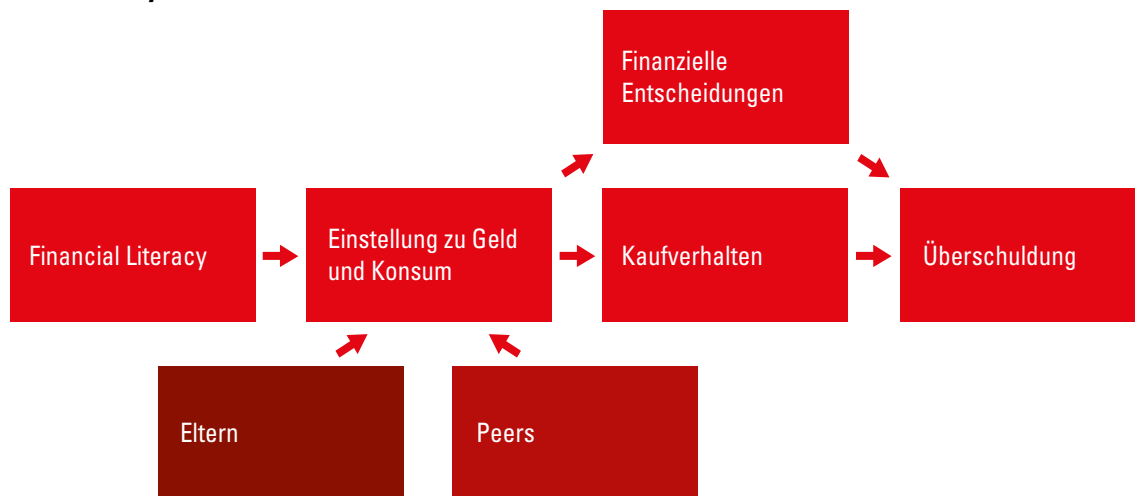 Finanzielle
Entscheidungen
Financial Literacy
Einstellung zu Geld
und Konsum
Kaufverhalten
Überschuldung
Eltern
Peers